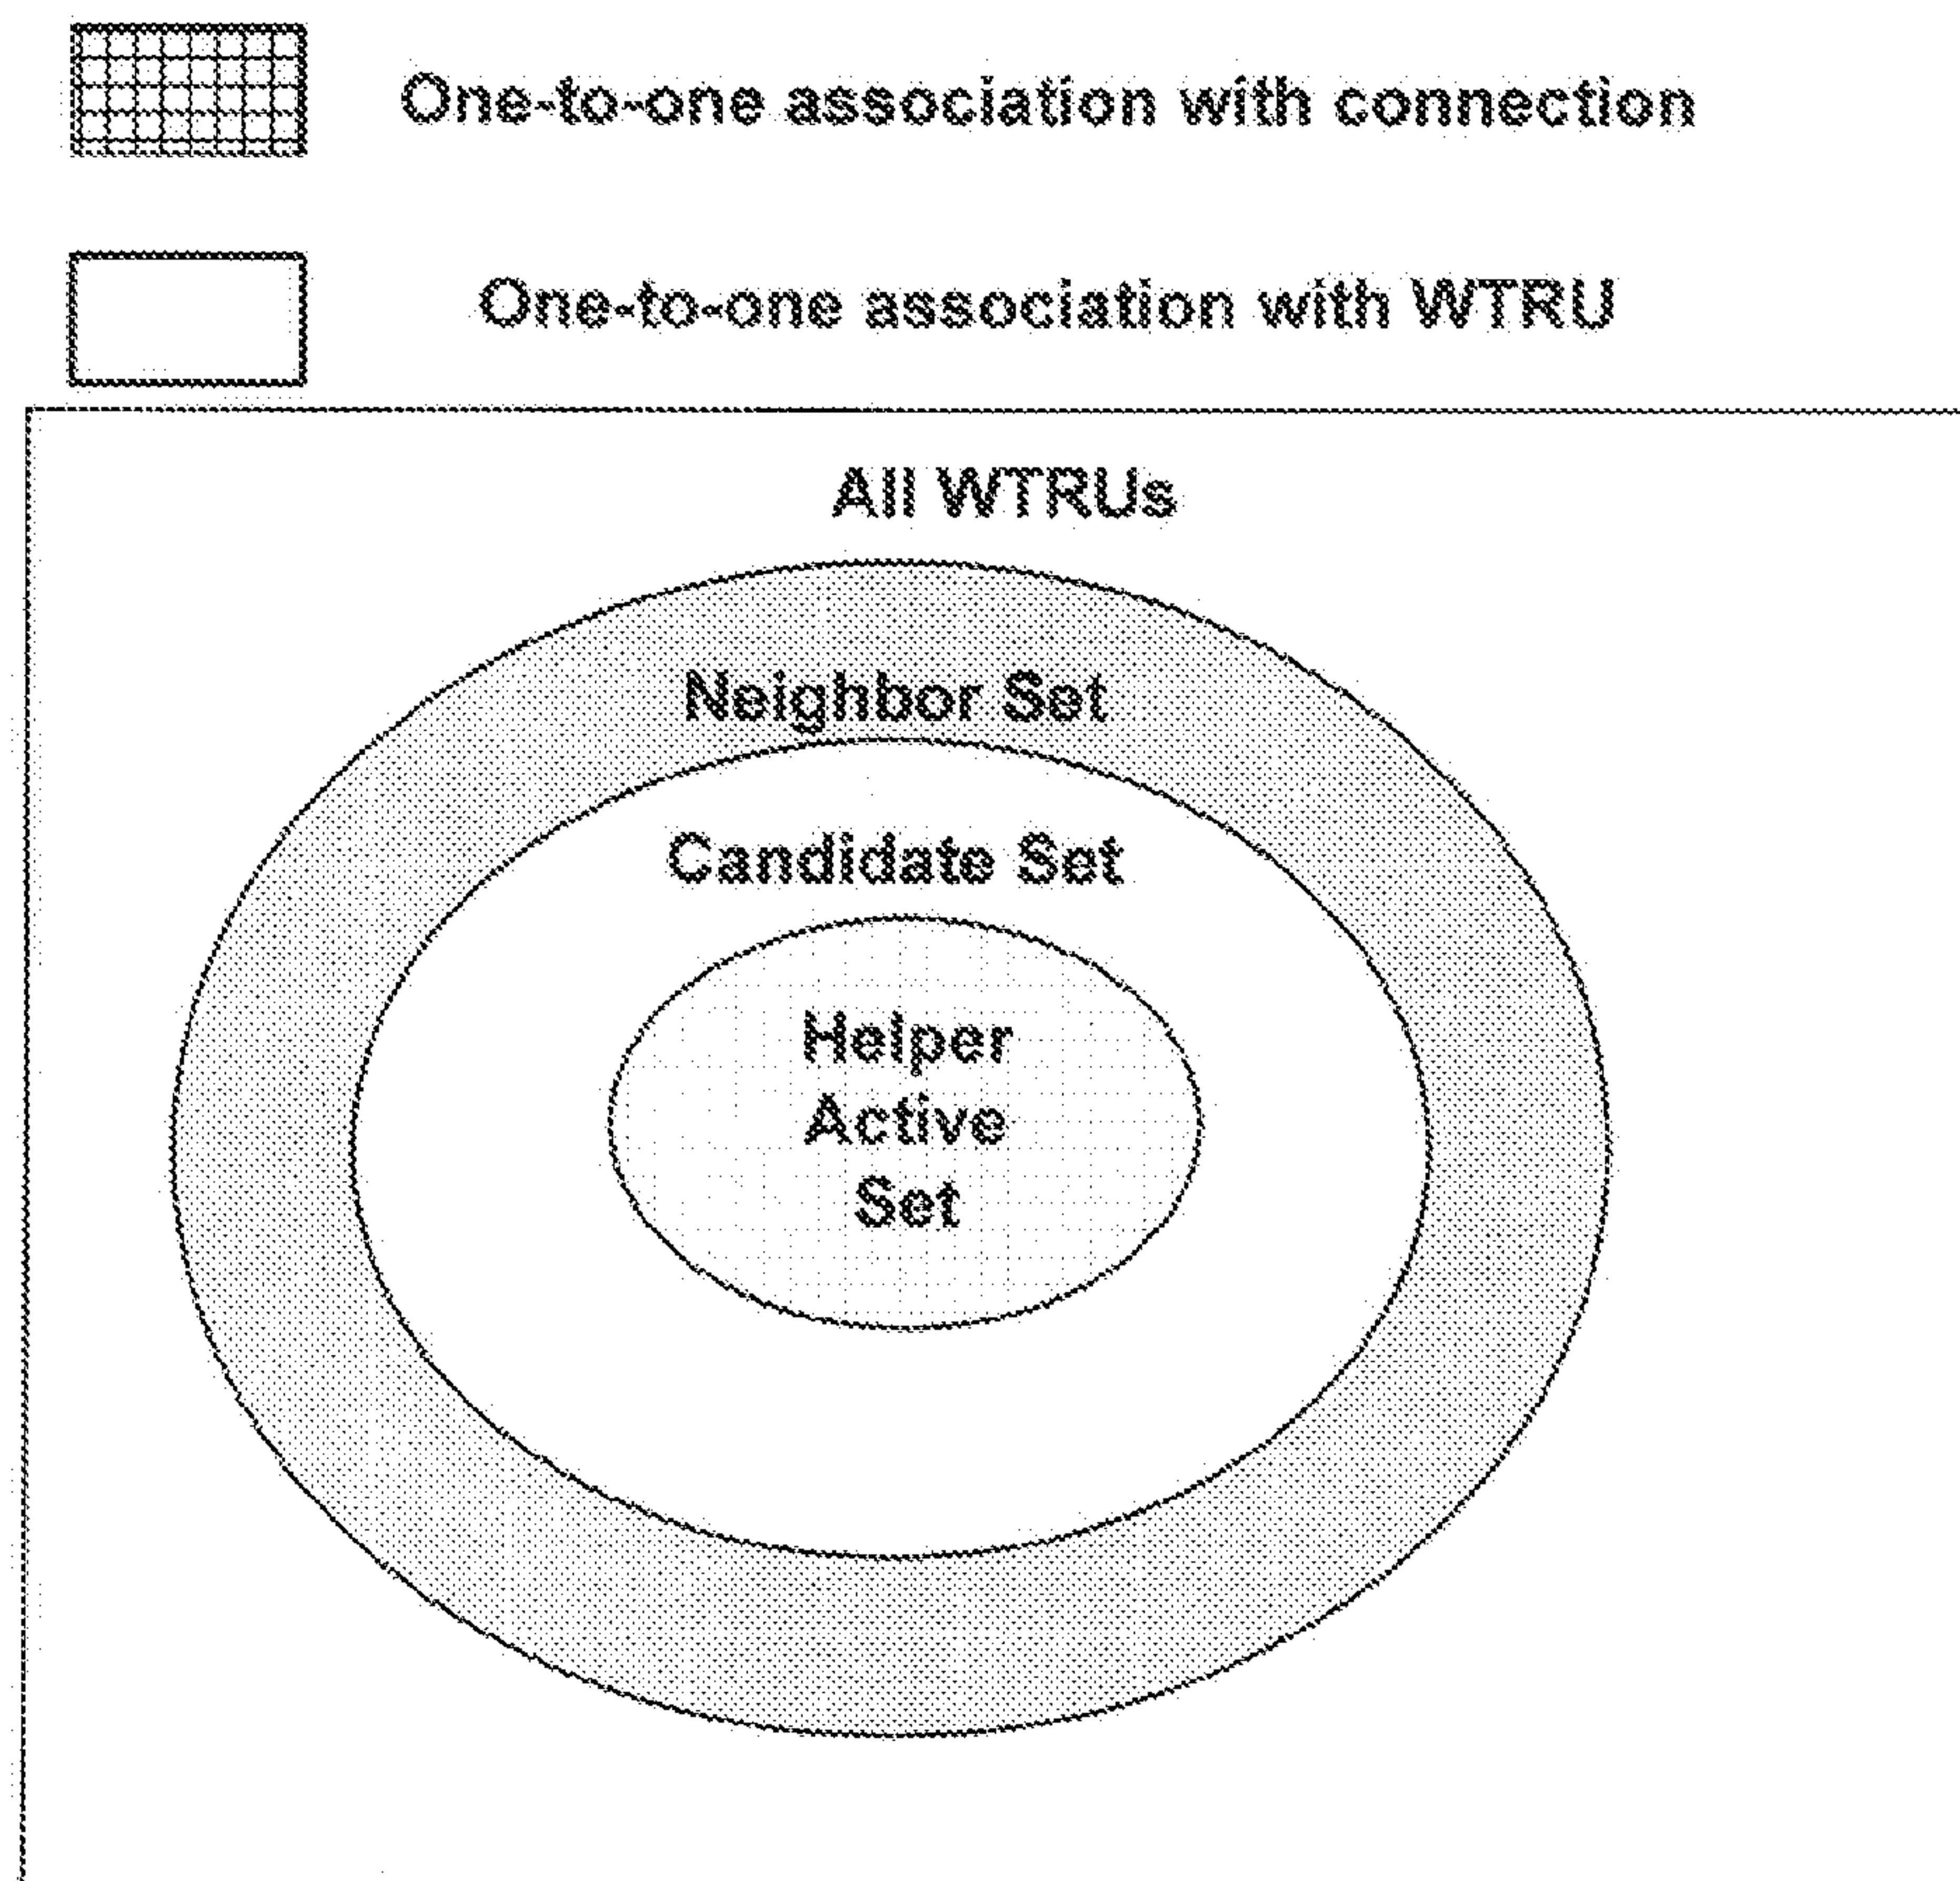 One-to-one association with connection
One-to-one association with WTRU
All WTRUs
Neighbor Set
Candidate Set
Helper
Active
Set